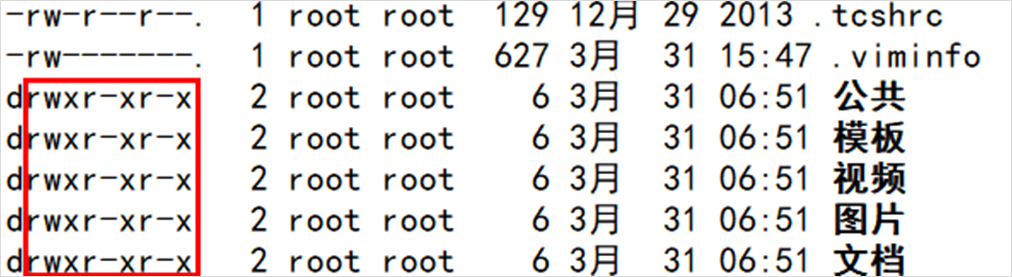 -rw-r--r--. 1 root root 129 12月 29 2013 .tcshrc
-rw-------. 1 root root 627 3月 31 15:47 .viminfo
drwxr-xr-x 2 root root 6 3月 31 06:51 公共
drwxr-xr-x 2 root root 6 3月 31 06:51 模板
drwxr-xr-x 2 root root 6 3月 31 06:51 视频
drwxr-xr-x 2 root root 6 3月 31 06:51 图片
drwxr-xr-x 2 root root 6 3月 31 06:51 文档